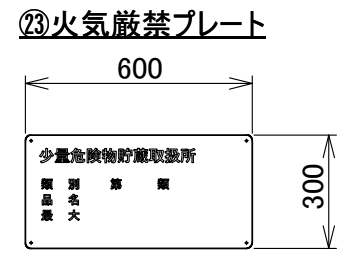 ㉓火気厳禁プレート
600
少量危険物貯蔵取扱所
類 別 第 類
品 名
最 大
300